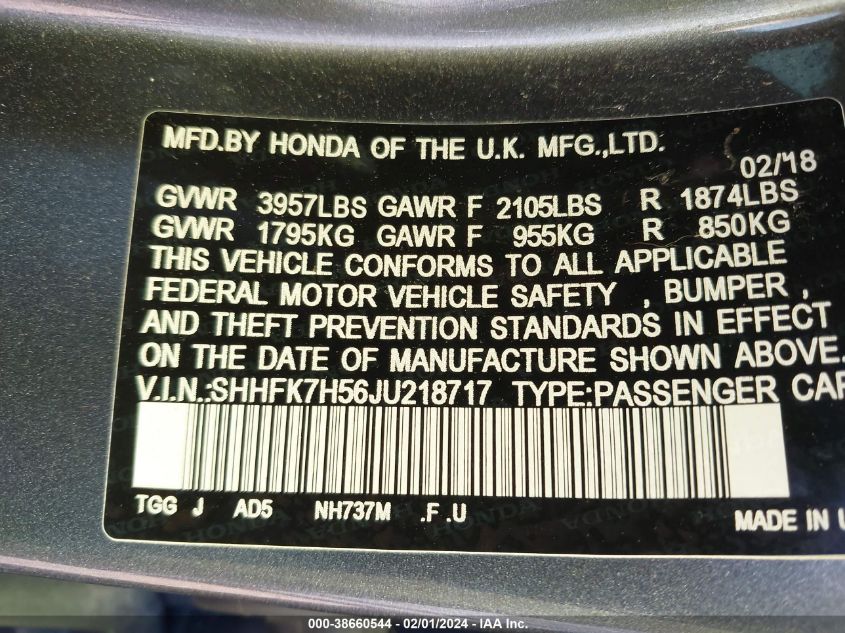 MFD.BY HONDA OF THE U.K. MFG.,LTD.
02/18
GVWR 3957LBS GAWR F 2105LBS R 1874LBS
GVWR 1795KG GAWR F 955KG R 850KG
THIS VEHICLE CONFORMS TO ALL APPLICABLE
FEDERAL MOTOR VEHICLE SAFETY , BUMPER ,
AND THEFT PREVENTION STANDARDS IN EFFECT
ON THE DATE OF MANUFACTURE SHOWN ABOVE.
V.I.N.:SHHFK7H56JU218717 TYPE:PASSENGER CAR
TGG J AD5 NH737M .F .U
MADE IN U
000-38660544 - 02/01/2024 - IAA Inc.